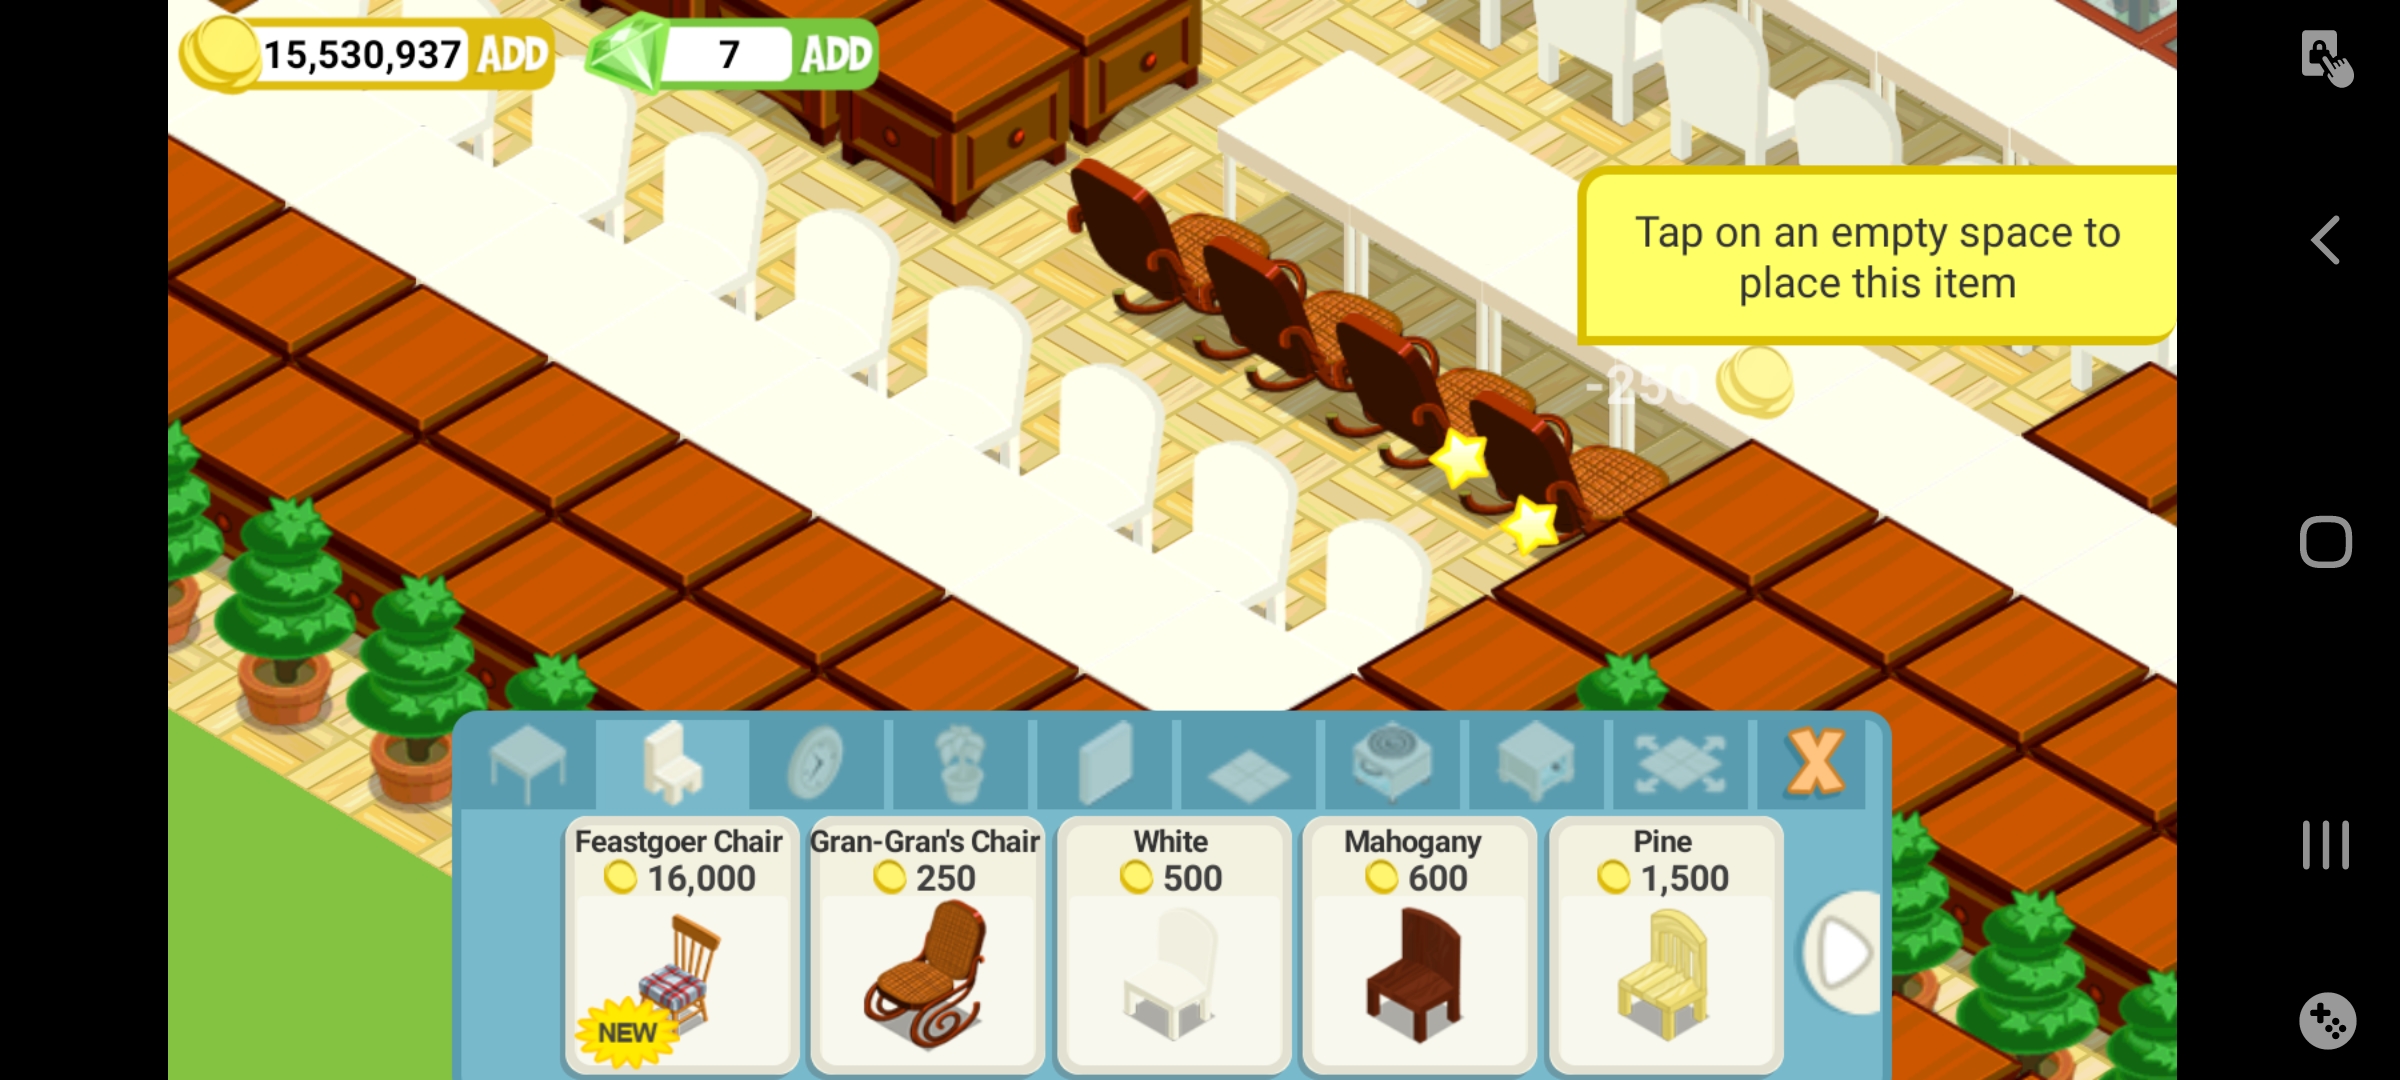 15,530,937 ADD
7 ADD
Tap on an empty space to
place this item
-250
Feastgoer Chair
16,000
NEW
Gran-Gran's Chair
250
White
500
Mahogany
600
Pine
1,500
X